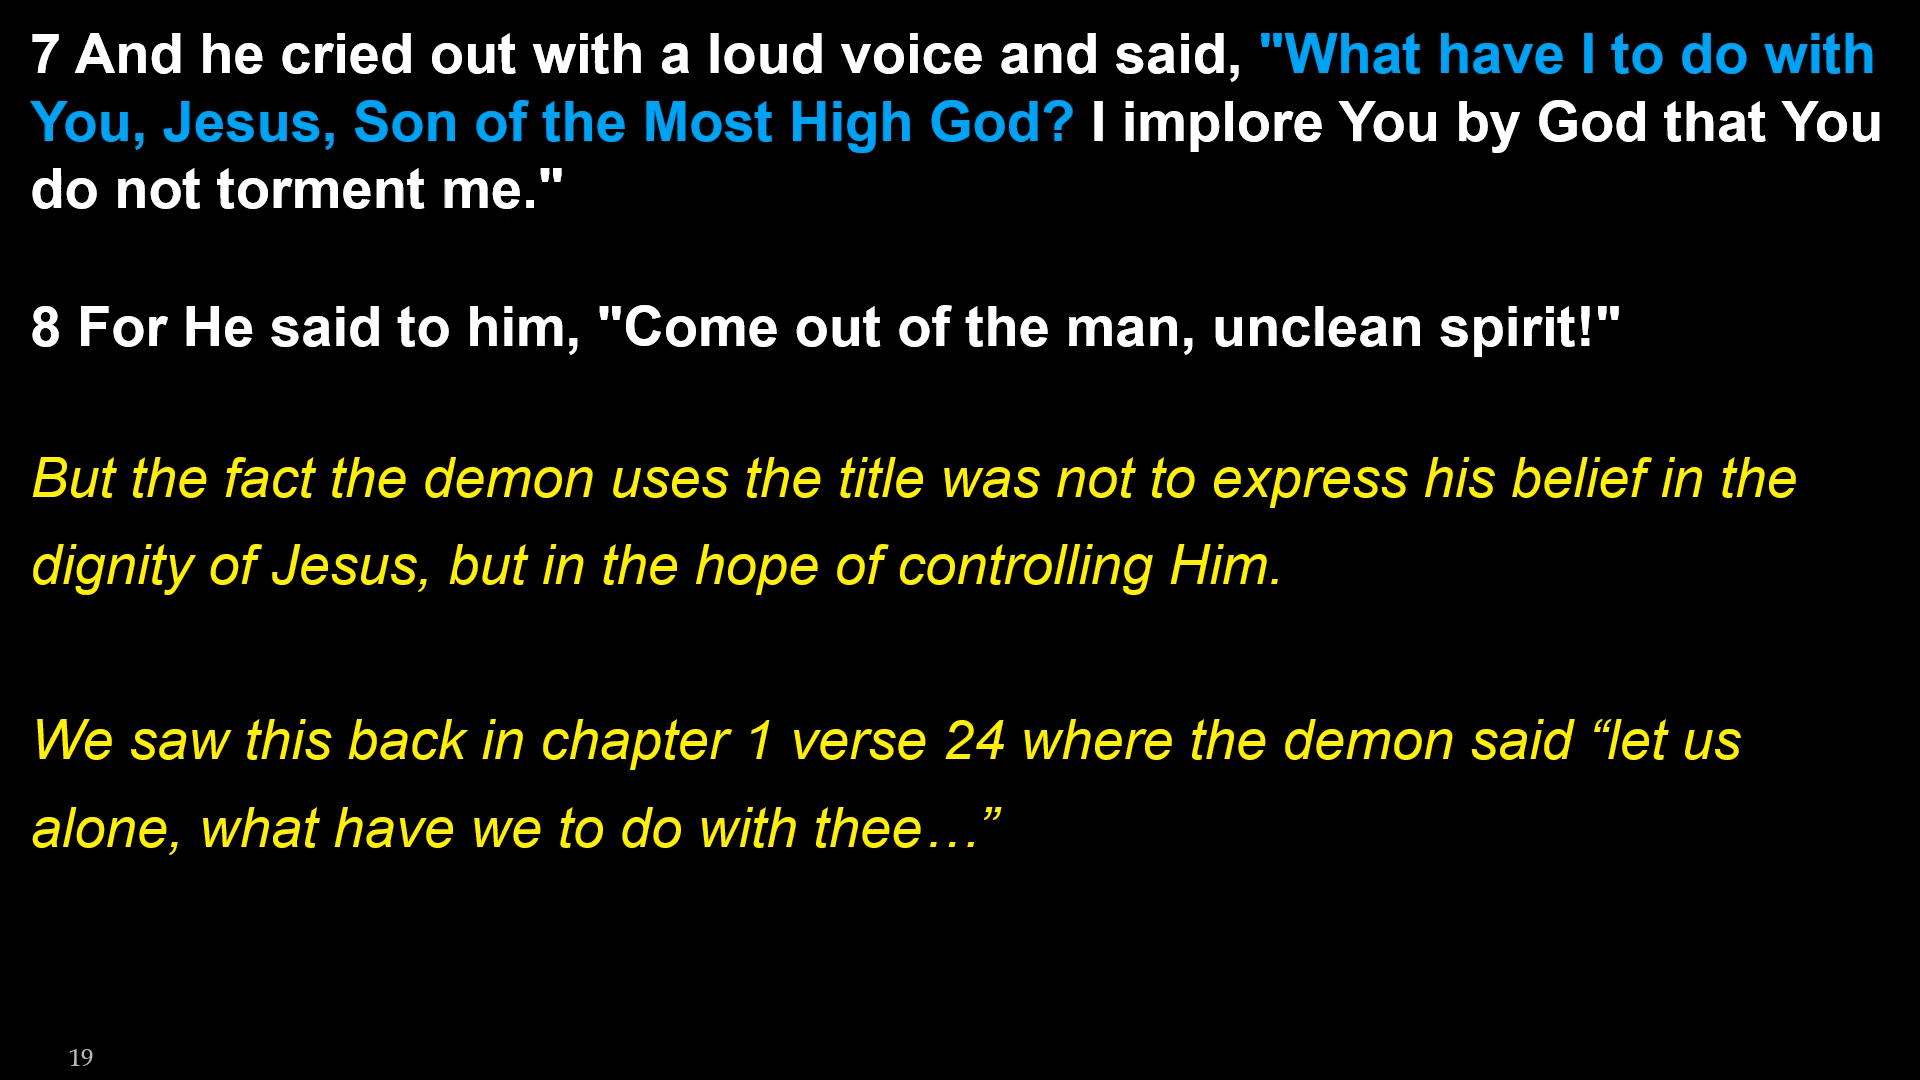 7 And he cried out with a loud voice and said, "What have I to do with
You, Jesus, Son of the Most High God? I implore You by God that You
do not torment me."
8 For He said to him, "Come out of the man, unclean spirit!"
But the fact the demon uses the title was not to express his belief in the
dignity of Jesus, but in the hope of controlling Him.
We saw this back in chapter 1 verse 24 where the demon said “let us
alone, what have we to do with thee…”
19